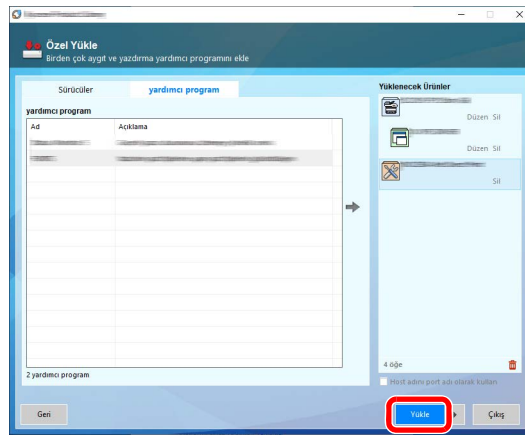 Özel Yükle
Birden çok aygıt ve yazdırma yardımcı programını ekle
Sürücüler
yardımcı program
yardımcı program
Ad Açıklama
2 yardımcı program
Yüklenecek Ürünler
Düzen Sil
Düzen Sil
Sil
4 öğe
Host adını port adı olarak kullan
Geri
Yükle
Çıkış